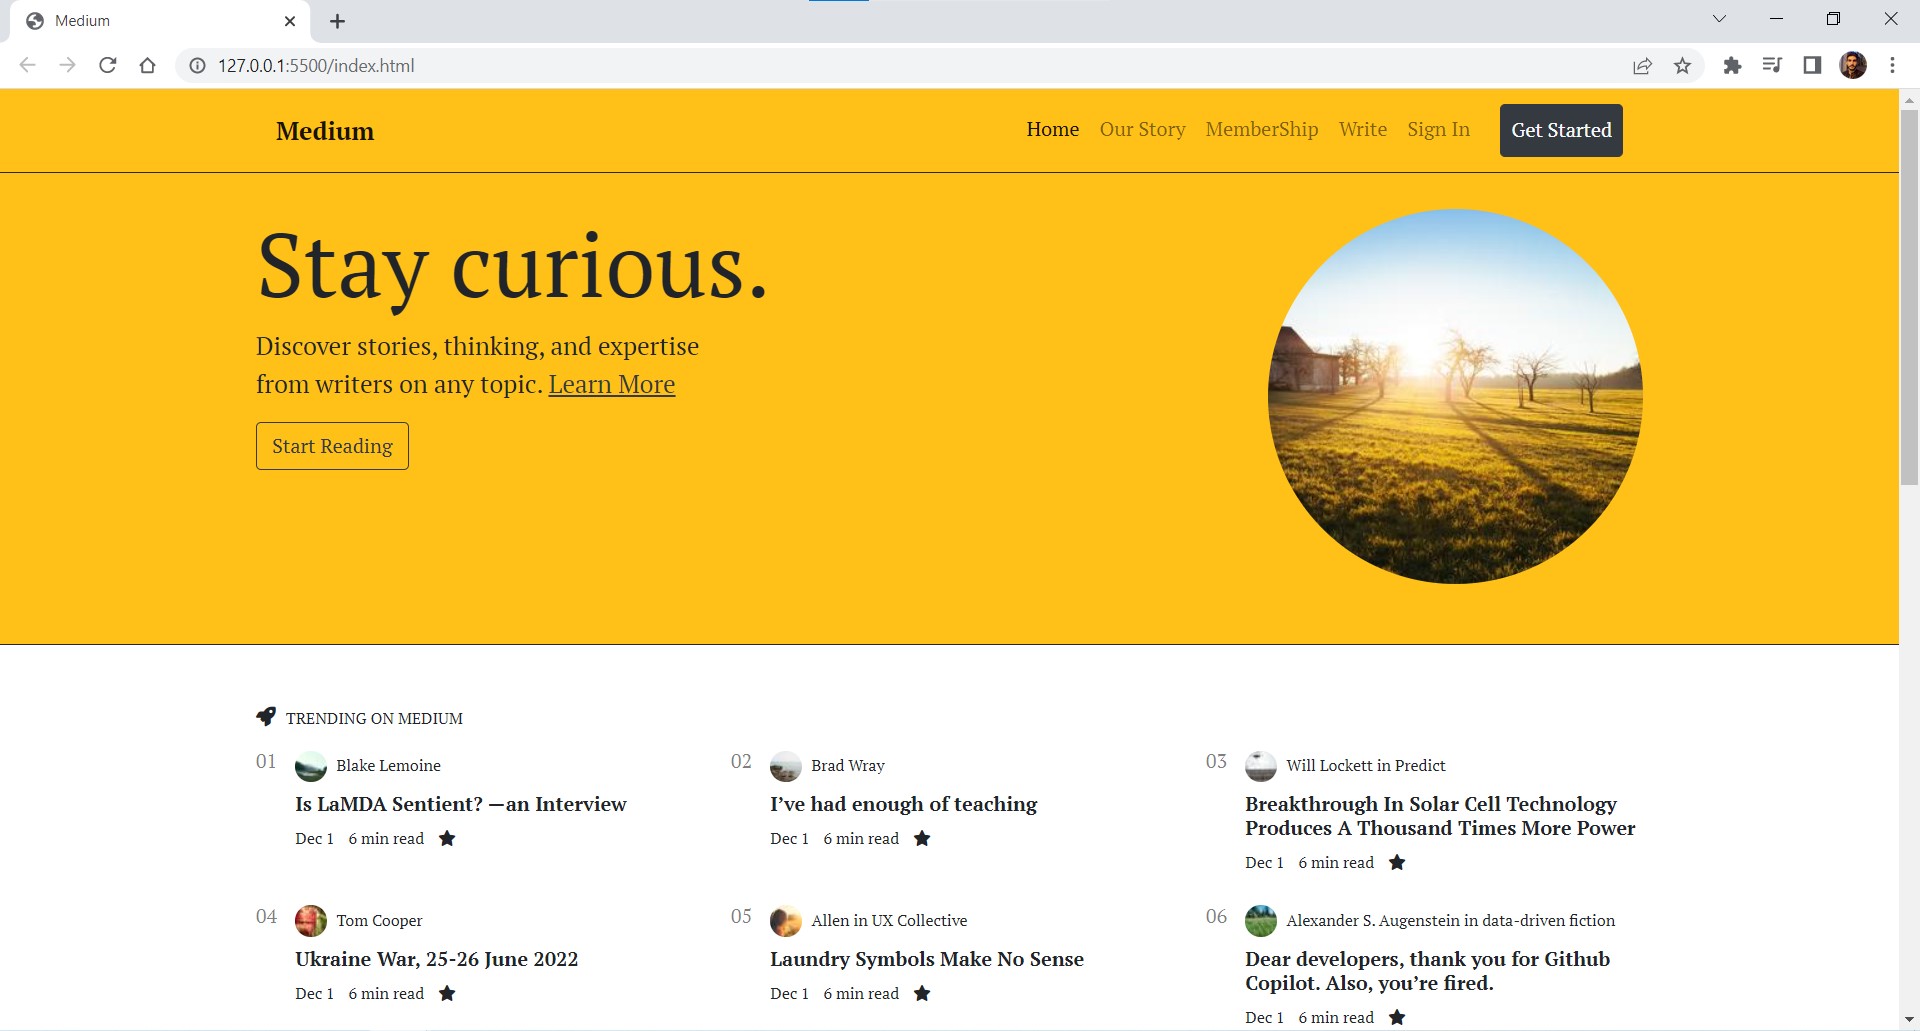 Medium
127.0.0.1:5500/index.html
Medium
Home Our Story MemberShip Write Sign In Get Started
Stay curious.
Discover stories, thinking, and expertise
from writers on any topic. Learn More
Start Reading
TRENDING ON MEDIUM
01 Blake Lemoine
Is LaMDA Sentient? —an Interview
Dec 1 6 min read
02 Brad Wray
I’ve had enough of teaching
Dec 1 6 min read
03 Will Lockett in Predict
Breakthrough In Solar Cell Technology
Produces A Thousand Times More Power
Dec 1 6 min read
04 Tom Cooper
Ukraine War, 25-26 June 2022
Dec 1 6 min read
05 Allen in UX Collective
Laundry Symbols Make No Sense
Dec 1 6 min read
06 Alexander S. Augenstein in data-driven fiction
Dear developers, thank you for Github
Copilot. Also, you’re fired.
Dec 1 6 min read